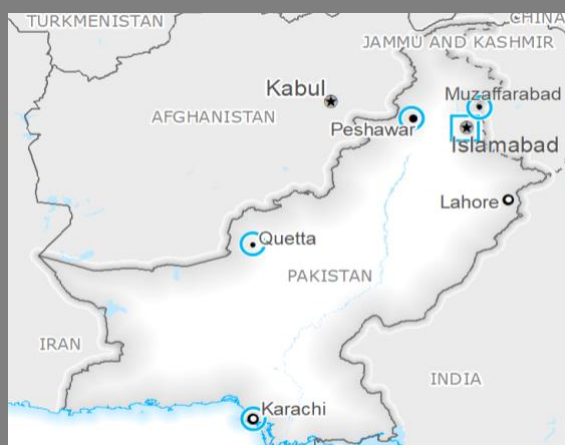 TURKMENISTAN
CHINA
JAMMU AND KASHMIR
Kabul
Muzaffarabad
AFGHANISTAN
Peshawar
Islamabad
Lahore
Quetta
PAKISTAN
IRAN
INDIA
Karachi